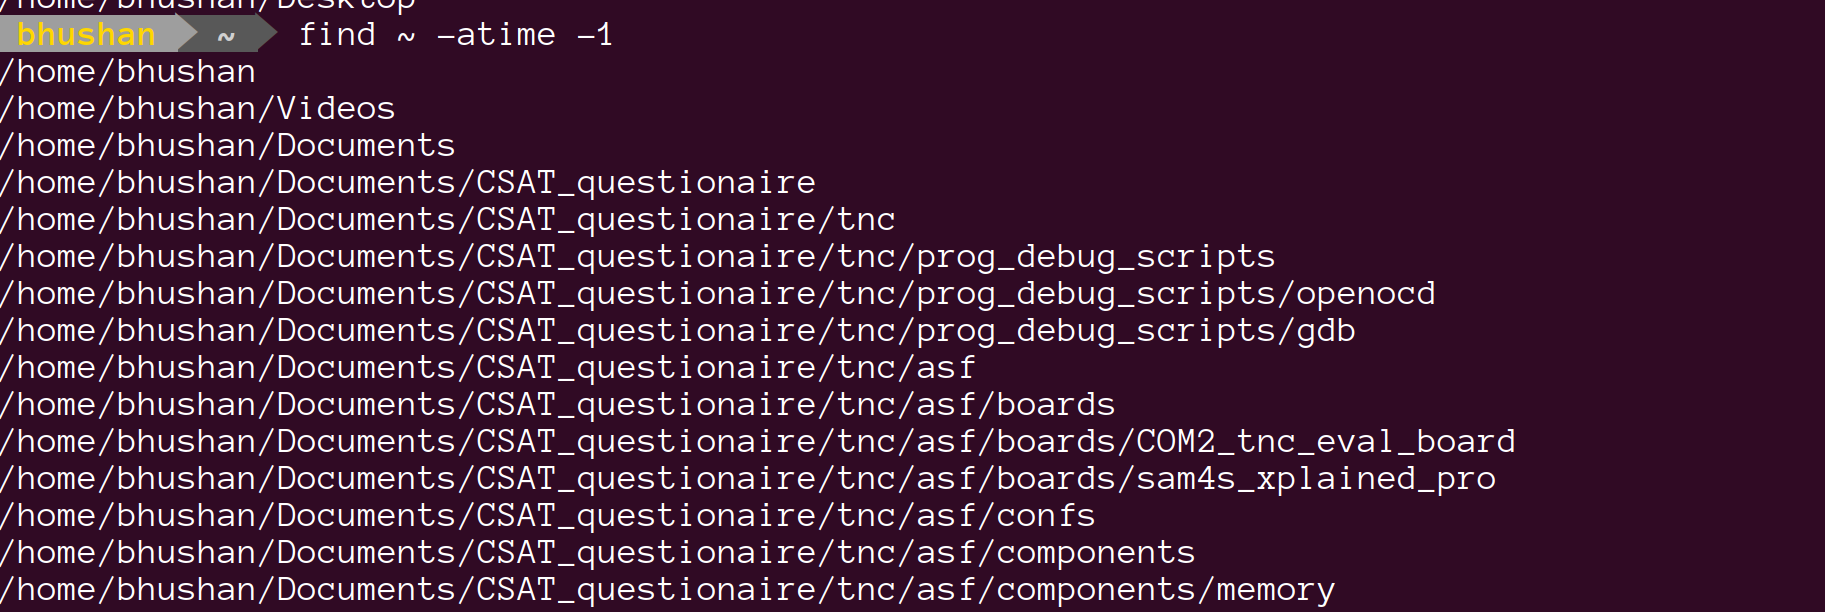 /home/bhushan/Desktop
bhushan ~ find ~ -atime -1
/home/bhushan
/home/bhushan/Videos
/home/bhushan/Documents
/home/bhushan/Documents/CSAT_questionaire
/home/bhushan/Documents/CSAT_questionaire/tnc
/home/bhushan/Documents/CSAT_questionaire/tnc/prog_debug_scripts
/home/bhushan/Documents/CSAT_questionaire/tnc/prog_debug_scripts/openocd
/home/bhushan/Documents/CSAT_questionaire/tnc/prog_debug_scripts/gdb
/home/bhushan/Documents/CSAT_questionaire/tnc/asf
/home/bhushan/Documents/CSAT_questionaire/tnc/asf/boards
/home/bhushan/Documents/CSAT_questionaire/tnc/asf/boards/COM2_tnc_eval_board
/home/bhushan/Documents/CSAT_questionaire/tnc/asf/boards/sam4s_xplained_pro
/home/bhushan/Documents/CSAT_questionaire/tnc/asf/confs
/home/bhushan/Documents/CSAT_questionaire/tnc/asf/components
/home/bhushan/Documents/CSAT_questionaire/tnc/asf/components/memory